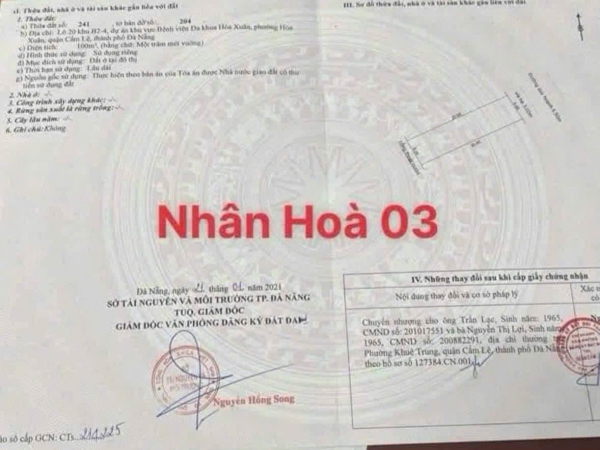 II. Thửa đất, nhà ở và tài sản khác gắn liền với đất
1. Thửa đất:
a) Thửa đất số: 241 , tờ bản đồ số: 204
b) Địa chỉ: Lô 20 khu B2-4, dự án khu vực Bệnh viện Đa khoa Hòa Xuân, phường Hòa
Xuân, quận Cẩm Lệ, thành phố Đà Nẵng
c) Diện tích: 100m², (bằng chữ: Một trăm mét vuông)
d) Hình thức sử dụng: Sử dụng riêng
đ) Mục đích sử dụng: Đất ở tại đô thị
e) Thời hạn sử dụng: Lâu dài
g) Nguồn gốc sử dụng: Thực hiện theo bản án của Tòa án được Nhà nước giao đất có thu
tiền sử dụng đất
2. Nhà ở: -/-
3. Công trình xây dựng khác: -/-
4. Rừng sản xuất là rừng trồng: -/-
5. Cây lâu năm: -/-
6. Ghi chú: Không
III. Sơ đồ thửa đất, nhà ở và tài sản khác gắn liền với đất
Nhân Hoà 03
Đà Nẵng, ngày 21 tháng 01 năm 2021
SỞ TÀI NGUYÊN VÀ MÔI TRƯỜNG TP. ĐÀ NẴNG
TUQ. GIÁM ĐỐC
GIÁM ĐỐC VĂN PHÒNG ĐĂNG KÝ ĐẤT ĐAI
Nguyễn Hồng Song
sổ cấp GCN: CTs 214225
IV. Những thay đổi sau khi cấp giấy chứng nhận
Nội dung thay đổi và cơ sở pháp lý
Xác n
Chuyển nhượng cho ông Trần Lạc, Sinh năm: 1965,
CMND số: 201017551 và bà Nguyễn Thị Lợi, Sinh năm:
1965, CMND số: 200882291, địa chỉ thường
Phường Khuê Trung, quận Cẩm Lệ, thành phố Đà Nẵng
theo hồ sơ số 127384.CN.001